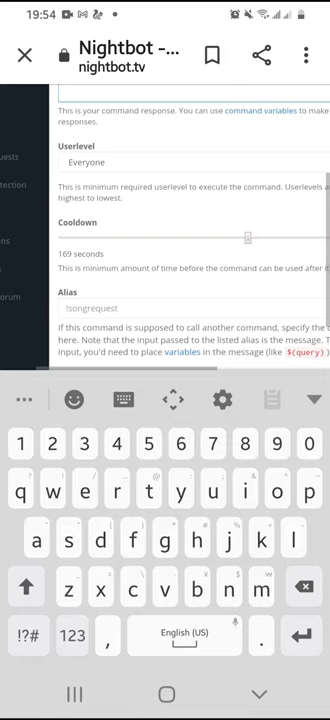 19:54
Nightbot -...
nightbot.tv
This is your command response. You can use command variables to make
responses.
uests
Userlevel
Everyone
tection
This is minimum required userlevel to execute the command. Userlevels a
highest to lowest.
Cooldown
ons
169 seconds
s
This is minimum amount of time before the command can be used after it
orum
Alias
!songrequest
If this command is supposed to call another command, specify the c
here. Note that the input passed to the listed alias is the message. T
input, you'd need to place variables in the message (like $(query))
1 2 3 4 5 6 7 8 9 0
q w e r t y u i o p
a s d f g h j k l
z x c v b n m
!?# 123 , English (US) .